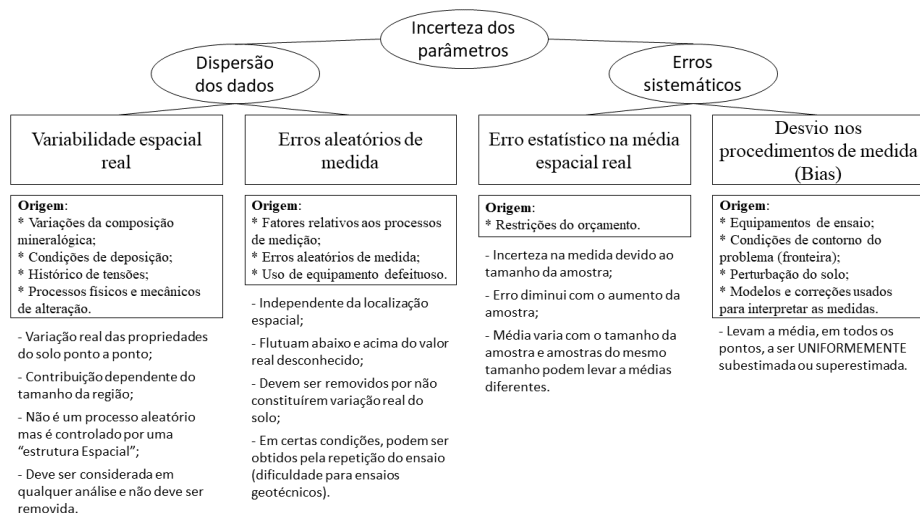 Incerteza dos
parâmetros
Dispersão
dos dados
Erros
sistemáticos
Variabilidade espacial
real
Origem:
* Variações da composição
mineralógica;
* Condições de deposição;
* Histórico de tensões;
* Processos físicos e mecânicos
de alteração.
- Variação real das propriedades
do solo ponto a ponto;
- Contribuição dependente do
tamanho da região;
- Não é um processo aleatório
mas é controlado por uma
“estrutura Espacial”;
- Deve ser considerada em
qualquer análise e não deve ser
removida.
Erros aleatórios de
medida
Origem:
* Fatores relativos aos processos
de medição;
* Erros aleatórios de medida;
* Uso de equipamento defeituoso.
- Independente da localização
espacial;
- Flutuam abaixo e acima do valor
real desconhecido;
- Devem ser removidos por não
constituírem variação real do
solo;
- Em certas condições, podem ser
obtidos pela repetição do ensaio
(dificuldade para ensaios
geotécnicos).
Erro estatístico na média
espacial real
Origem:
* Restrições do orçamento.
- Incerteza na medida devido ao
tamanho da amostra;
- Erro diminui com o aumento da
amostra;
- Média varia com o tamanho da
amostra e amostras do mesmo
tamanho podem levar a médias
diferentes.
Desvio nos
procedimentos de medida
(Bias)
Origem:
* Equipamentos de ensaio;
* Condições de contorno do
problema (fronteira);
* Perturbação do solo;
* Modelos e correções usados
para interpretar as medidas.
- Levam a média, em todos os
pontos, a ser UNIFORMEMENTE
subestimada ou superestimada.